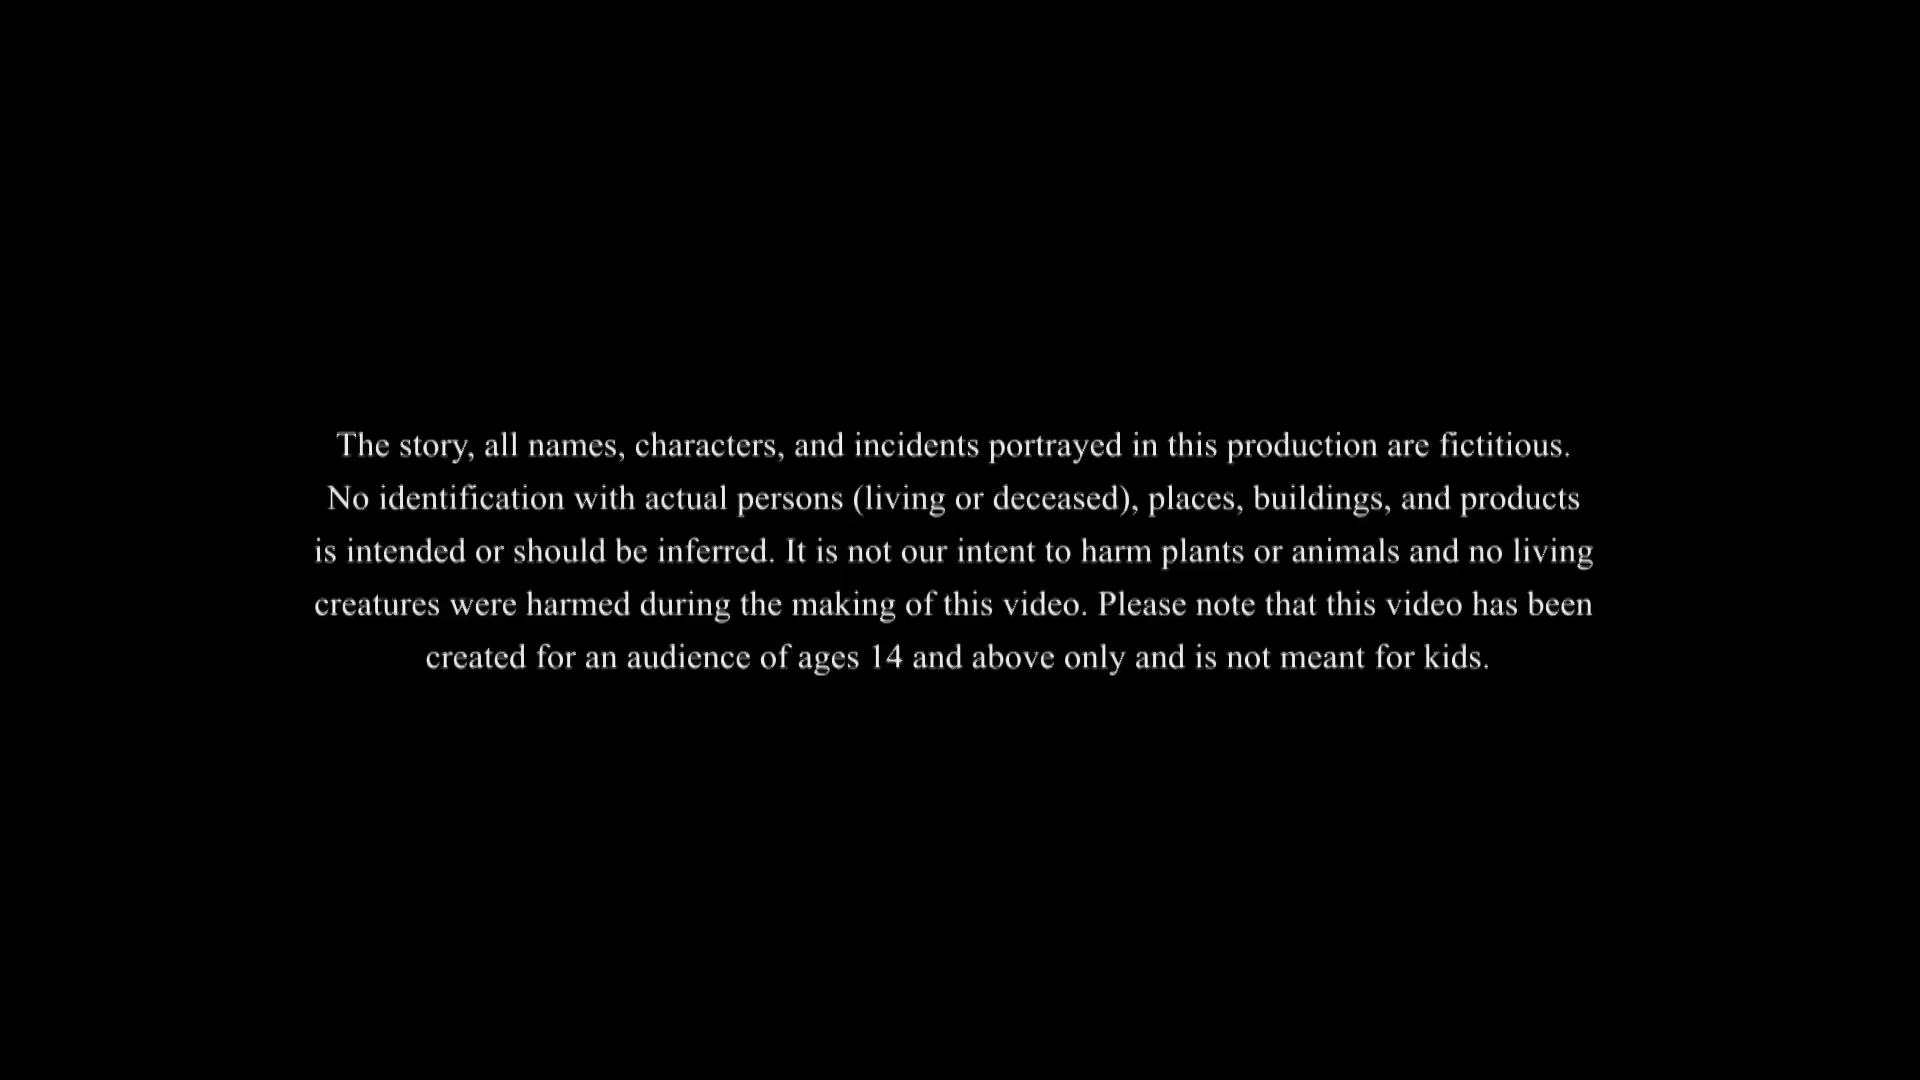 The story, all names, characters, and incidents portrayed in this production are fictitious.
No identification with actual persons (living or deceased), places, buildings, and products
is intended or should be inferred. It is not our intent to harm plants or animals and no living
creatures were harmed during the making of this video. Please note that this video has been
created for an audience of ages 14 and above only and is not meant for kids.